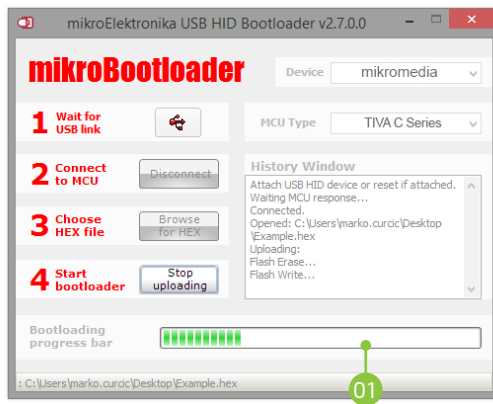 mikroElektronika USB HID Bootloader v2.7.0.0
mikroBootloader
Device
mikromedia
1 Wait for
USB link
MCU Type
TIVA C Series
2 Connect
to MCU
Disconnect
History Window
Attach USB HID device or reset if attached.
Waiting MCU response...
Connected.
Opened: C:\Users\marko.curcic\Desktop
\Example.hex
Uploading:
Flash Erase...
Flash Write...
3 Choose
HEX file
Browse
for HEX
4 Start
bootloader
Stop
uploading
Bootloading
progress bar
01
: C:\Users\marko.curcic\Desktop\Example.hex